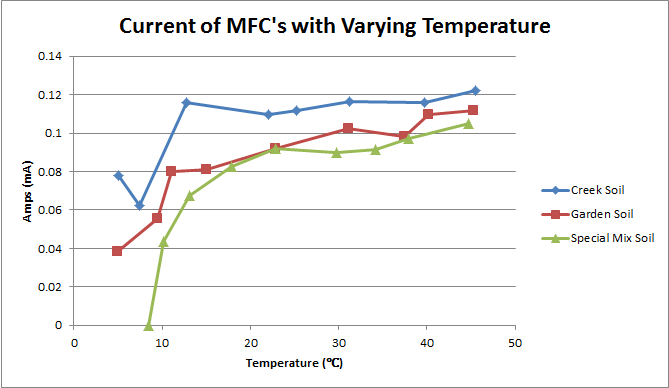 Current of MFC's with Varying Temperature
0.14
0.12
0.1
0.08
0.06
0.04
0.02
0
Amps (mA)
0 10 20 30 40 50
Temperature (℃)
Creek Soil
Garden Soil
Special Mix Soil